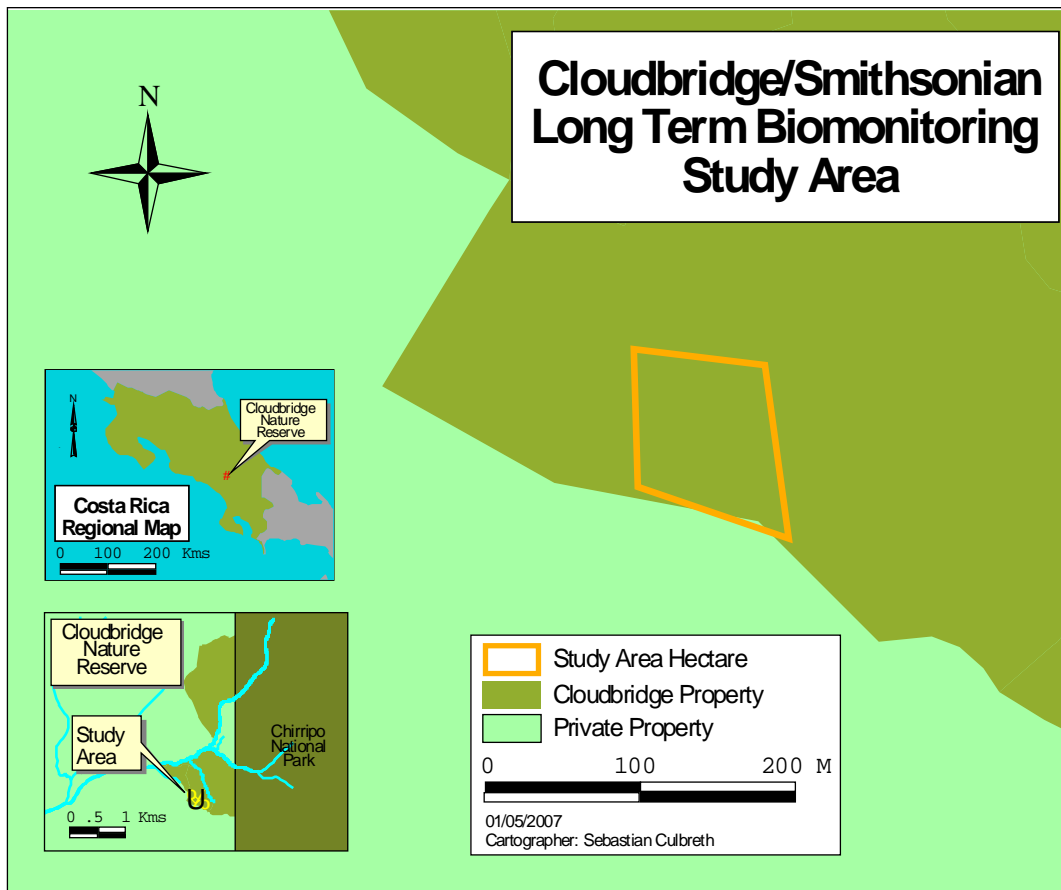 Cloudbridge/Smithsonian
Long Term Biomonitoring
Study Area
N
N
Cloudbridge
Nature
Reserve
#
Costa Rica
Regional Map
0 100 200 Kms
Cloudbridge
Nature
Reserve
Study
Area
Chirripo
National
Park
U
0 .5 1 Kms
Study Area Hectare
Cloudbridge Property
Private Property
0 100 200 M
01/05/2007
Cartographer: Sebastian Culbreth